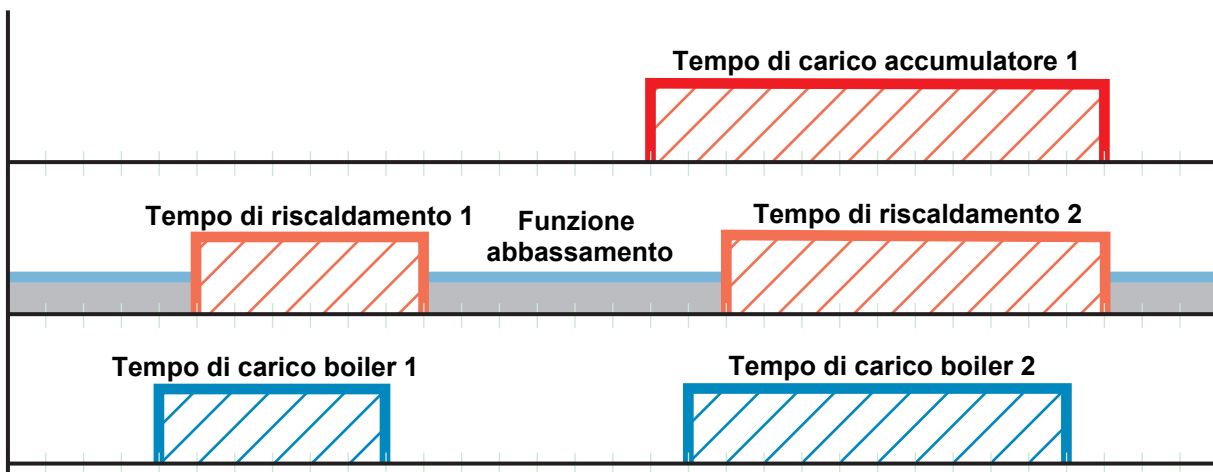 Tempo di carico accumulatore 1
Tempo di riscaldamento 1
Funzione
abbassamento
Tempo di riscaldamento 2
Tempo di carico boiler 1
Tempo di carico boiler 2